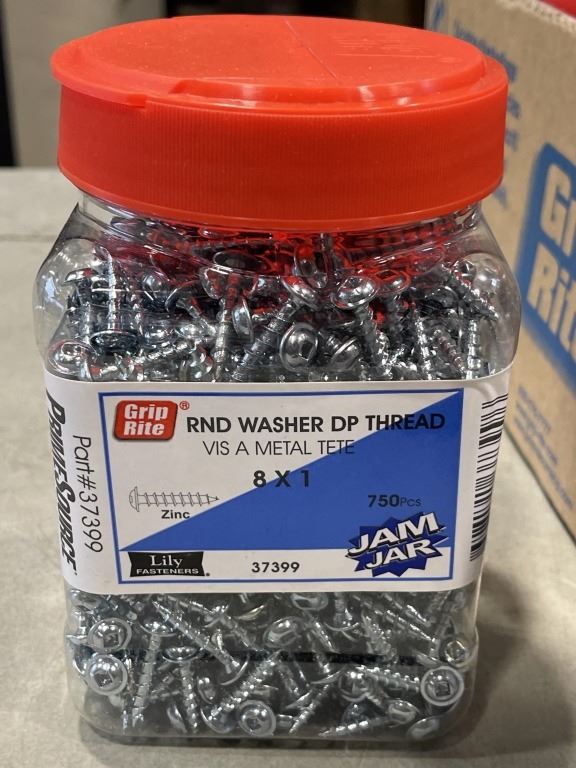 Grip Rite®
RND WASHER DP THREAD
VIS A METAL TETE
8 X 1
750Pcs
Zinc
JAM JAR
Lily
FASTENERS
37399
PRIMESOURCE
Part#37399
Rite